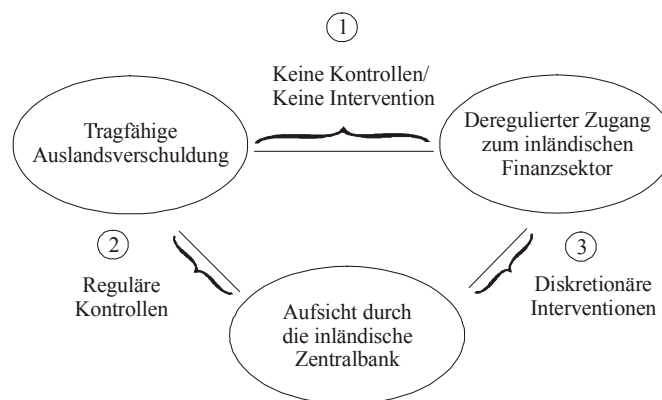 1
Keine Kontrollen/
Keine Intervention
Tragfähige
Auslandsverschuldung
Deregulierter Zugang
zum inländischen
Finanzsektor
2
Reguläre
Kontrollen
3
Diskretionäre
Interventionen
Aufsicht durch
die inländische
Zentralbank